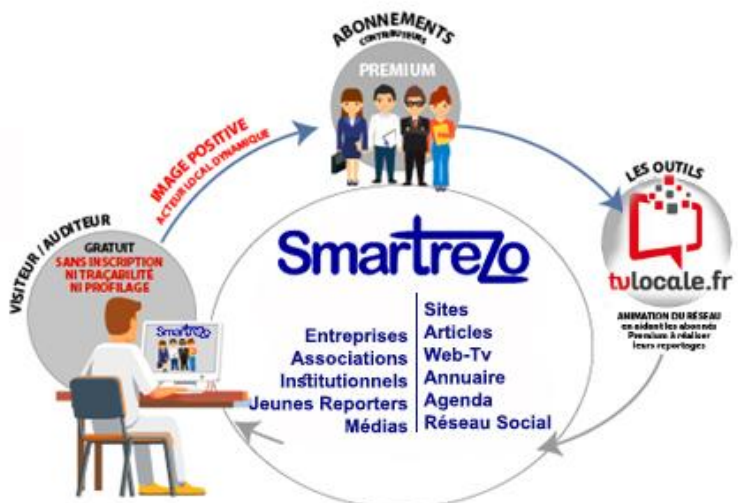 ABONNEMENTS
CONTRIBUTEURS
PREMIUM
IMAGE POSITIVE
ACTEUR LOCAL DYNAMIQUE
LES OUTILS
tvlocale.fr
ANIMATION DU RÉSEAU
en aidant les abonnés
Premium à réaliser
leurs reportages
VISITEUR / AUDITEUR
GRATUIT
SANS INSCRIPTION
NI TRAÇABILITÉ
NI PROFILAGE
SmartreZo
SmartreZo
Entreprises
Associations
Institutionnels
Jeunes Reporters
Médias
Sites
Articles
Web-Tv
Annuaire
Agenda
Réseau Social